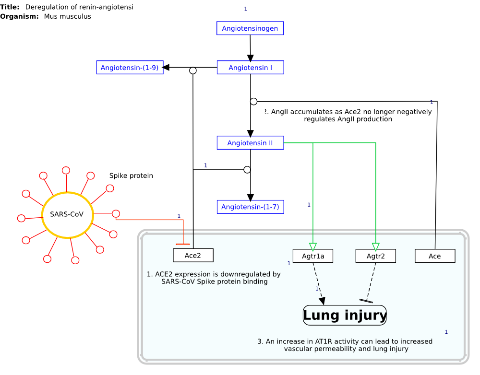 Title: Deregulation of renin-angiotensi
Organism: Mus musculus
1
Angiotensinogen
Angiotensin-(1-9)
Angiotensin I
1
!. AngII accumulates as Ace2 no longer negatively
regulates AngII production
Angiotensin II
1
Spike protein
Angiotensin-(1-7)
1
SARS-CoV
1
Ace2
Agtr1a
Agtr2
Ace
1
1. ACE2 expression is downregulated by
SARS-CoV Spike protein binding
Lung injury
1
3. An increase in AT1R activity can lead to increased
vascular permeability and lung injury